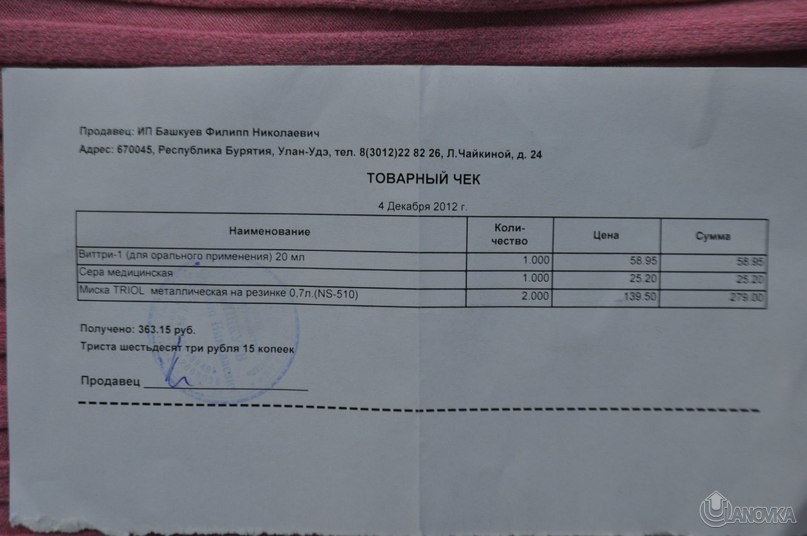 Продавец: ИП Башкуев Филипп Николаевич
Адрес: 670045, Республика Бурятия, Улан-Удэ, тел. 8(3012)22 82 26, Л.Чайкиной, д. 24
ТОВАРНЫЙ ЧЕК
4 Декабря 2012 г.
Наименование Коли-чество Цена Сумма
Виттри-1 (для орального применения) 20 мл 1.000 58.95 58.95
Сера медицинская 1.000 25.20 25.20
Миска TRIOL металлическая на резинке 0,7л.(NS-510) 2.000 139.50 279.00
Получено: 363.15 руб.
Триста шестьдесят три рубля 15 копеек
Продавец
ULANOVKA